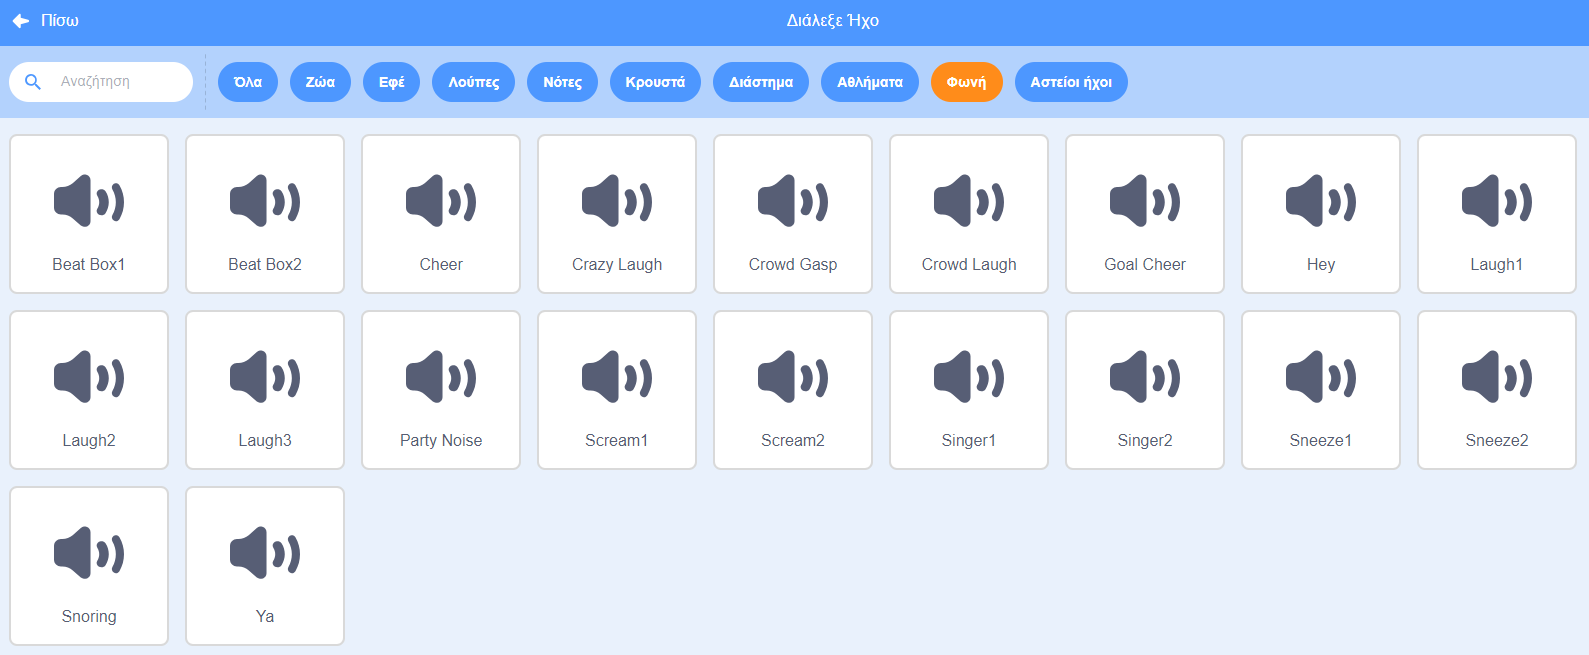 Πίσω
Διάλεξε Ήχο
Αναζήτηση
Όλα
Ζώα
Εφέ
Λούπες
Νότες
Κρουστά
Διάστημα
Αθλήματα
Φωνή
Αστείοι ήχοι
Beat Box1
Beat Box2
Cheer
Crazy Laugh
Crowd Gasp
Crowd Laugh
Goal Cheer
Hey
Laugh1
Laugh2
Laugh3
Party Noise
Scream1
Scream2
Singer1
Singer2
Sneeze1
Sneeze2
Snoring
Ya